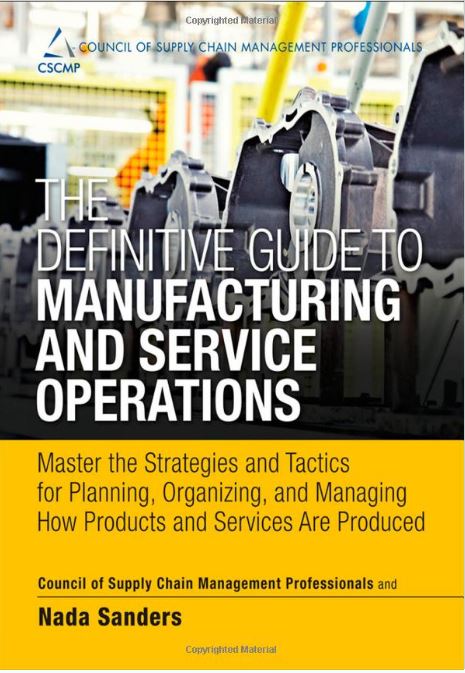 Copyrighted Material
COUNCIL OF SUPPLY CHAIN MANAGEMENT PROFESSIONALS
CSCMP
THE
DEFINITIVE GUIDE TO
MANUFACTURING
AND SERVICE
OPERATIONS
Master the Strategies and Tactics
for Planning, Organizing, and Managing
How Products and Services Are Produced
Council of Supply Chain Management Professionals and
Nada Sanders
Copyrighted Material